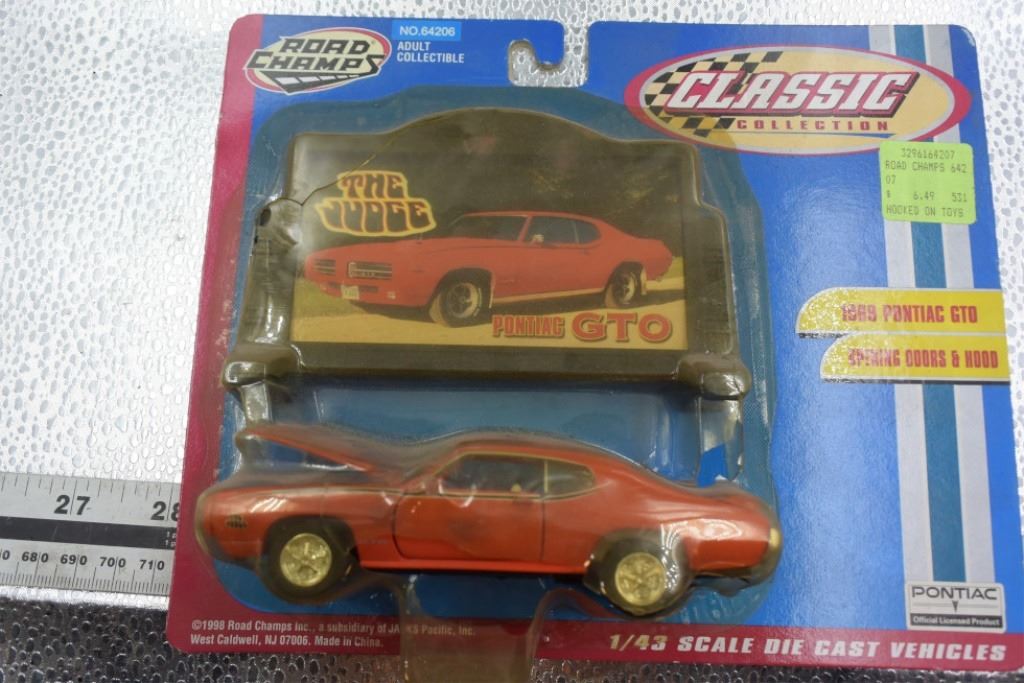 ROAD
CHAMPS
NO.64206
ADULT
COLLECTIBLE
CLASSIC
COLLECTION
3296164207
ROAD CHAMPS 642
07
$ 6.49 531
HOOKED ON TOYS
THE
JUDGE
PONTIAC GTO
1969 PONTIAC GTO
OPENING DOORS & HOOD
27 28
0 680 690 700 710
PONTIAC
Official Licensed Product
©1998 Road Champs Inc., a subsidiary of JAKKS Pacific, Inc.
West Caldwell, NJ 07006. Made in China.
1/43 SCALE DIE CAST VEHICLES